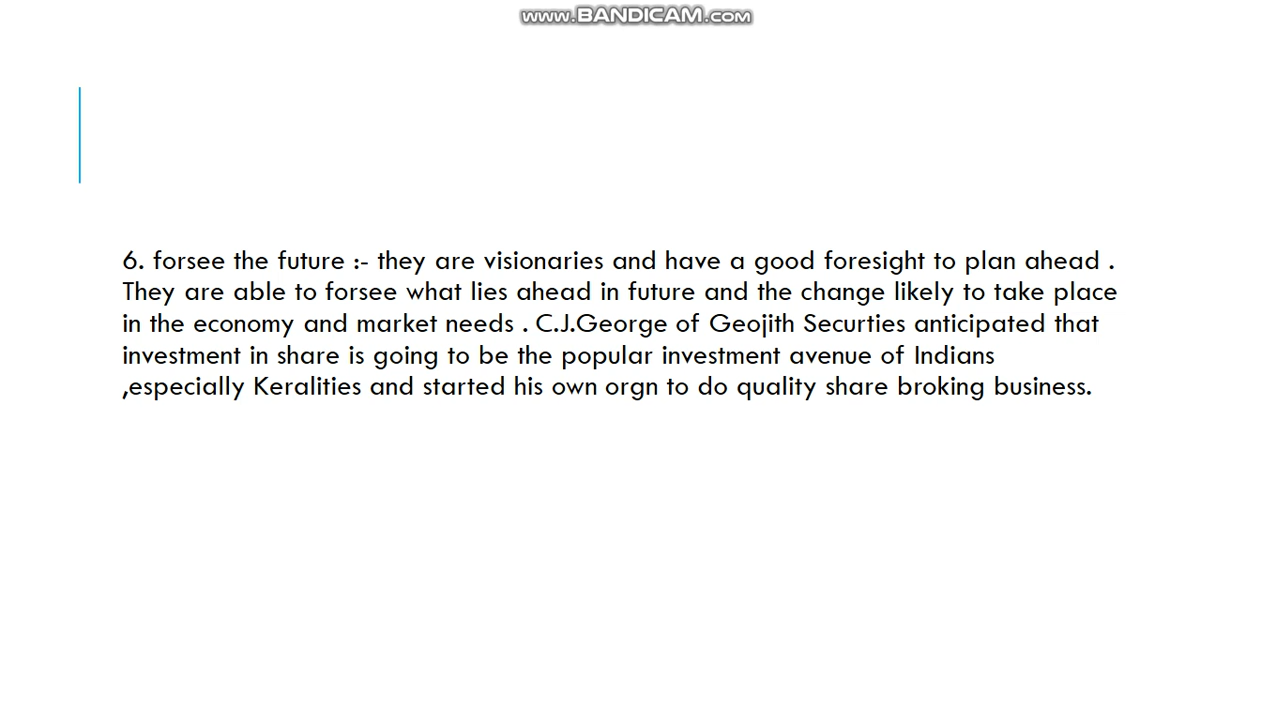 www.BANDICAM.com
6. forsee the future :- they are visionaries and have a good foresight to plan ahead .
They are able to forsee what lies ahead in future and the change likely to take place
in the economy and market needs . C.J.George of Geojith Securties anticipated that
investment in share is going to be the popular investment avenue of Indians
,especially Keralities and started his own orgn to do quality share broking business.